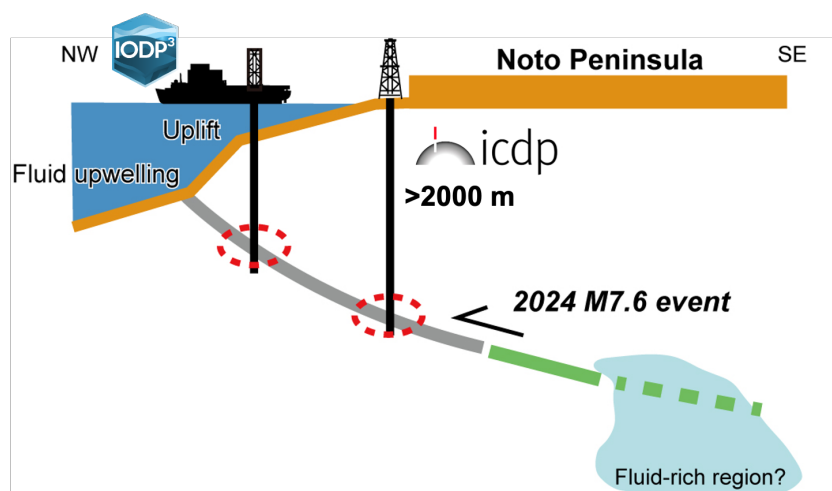 NW
IODP³
Noto Peninsula
SE
Uplift
icdp
Fluid upwelling
>2000 m
2024 M7.6 event
Fluid-rich region?